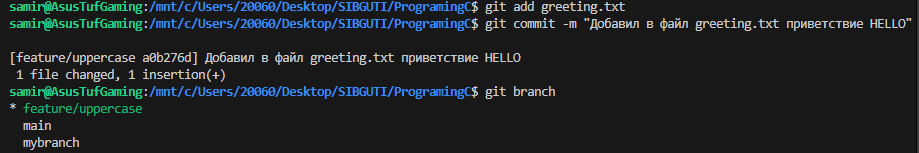 samir@AsusTufGaming:/mnt/c/Users/20060/Desktop/SIBGUTI/ProgramingC$ git add greeting.txt
samir@AsusTufGaming:/mnt/c/Users/20060/Desktop/SIBGUTI/ProgramingC$ git commit -m "Добавил в файл greeting.txt приветствие HELLO"
[feature/uppercase a0b276d] Добавил в файл greeting.txt приветствие HELLO
1 file changed, 1 insertion(+)
samir@AsusTufGaming:/mnt/c/Users/20060/Desktop/SIBGUTI/ProgramingC$ git branch
* feature/uppercase
main
mybranch